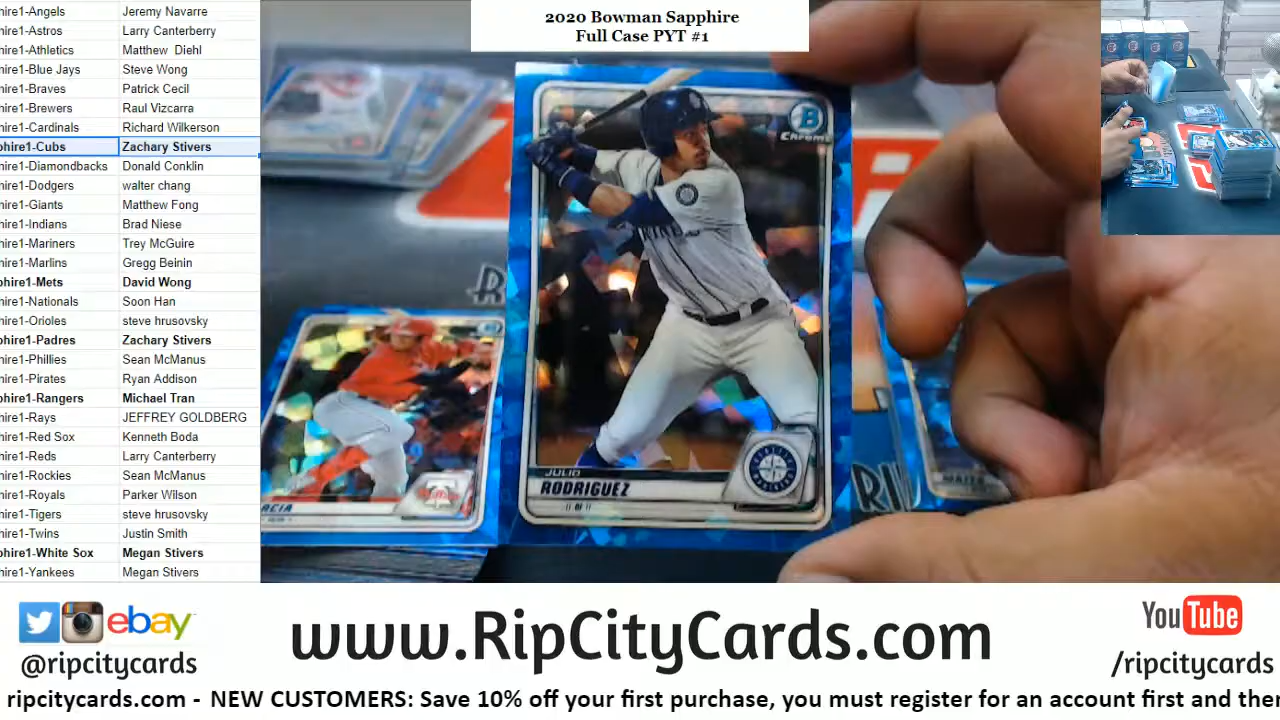 2020 Bowman Sapphire
Full Case PYT #1
hire1-Angels Jeremy Navarre
hire1-Astros Larry Canterberry
hire1-Athletics Matthew Diehl
hire1-Blue Jays Steve Wong
hire1-Braves Patrick Cecil
hire1-Brewers Raul Vizcarra
hire1-Cardinals Richard Wilkerson
phire1-Cubs Zachary Stivers
hire1-Diamondbacks Donald Conklin
hire1-Dodgers walter chang
hire1-Giants Matthew Fong
hire1-Indians Brad Niese
hire1-Mariners Trey McGuire
hire1-Marlins Gregg Beinin
phire1-Mets David Wong
hire1-Nationals Soon Han
hire1-Orioles steve hrusovsky
phire1-Padres Zachary Stivers
hire1-Phillies Sean McManus
hire1-Pirates Ryan Addison
phire1-Rangers Michael Tran
hire1-Rays JEFFREY GOLDBERG
hire1-Red Sox Kenneth Boda
hire1-Reds Larry Canterberry
hire1-Rockies Sean McManus
hire1-Royals Parker Wilson
hire1-Tigers steve hrusovsky
hire1-Twins Justin Smith
phire1-White Sox Megan Stivers
hire1-Yankees Megan Stivers
B
Chrome
JULIO
RODRIGUEZ
OF
RCIA
T
RI
ebay
@ripcitycards
www.RipCityCards.com
YouTube
/ripcitycards
ripcitycards.com - NEW CUSTOMERS: Save 10% off your first purchase, you must register for an account first and then